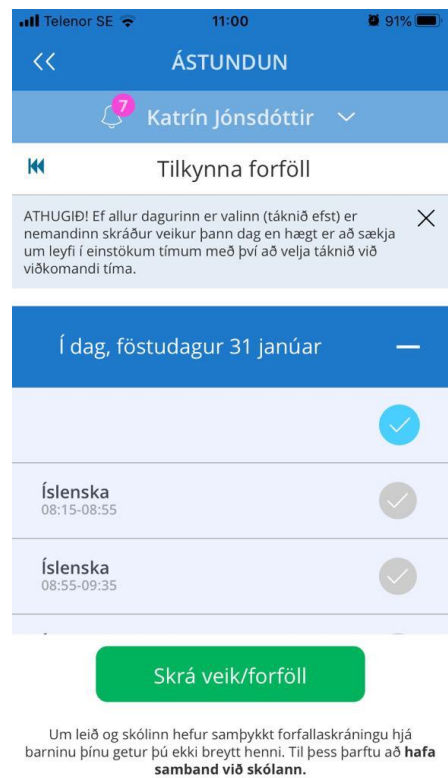 Telenor SE 11:00 91%
<< ÁSTUNDUN
7 Katrín Jónsdóttir
Tilkynna forföll
ATHUGIÐ! Ef allur dagurinn er valinn (táknið efst) er
nemandinn skráður veikur þann dag en hægt er að sækja
um leyfi í einstökum tímum með því að velja táknið við
viðkomandi tíma.
Í dag, föstudagur 31 janúar
Íslenska
08:15-08:55
Íslenska
08:55-09:35
Skrá veik/forföll
Um leið og skólinn hefur samþykkt forfallaskráningu hjá
barninu þínu getur þú ekki breytt henni. Til þess þarftu að hafa
samband við skólann.